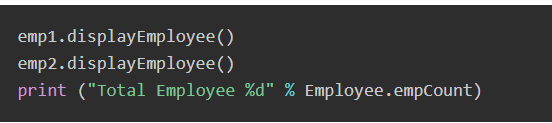 emp1.displayEmployee()
emp2.displayEmployee()
print ("Total Employee %d" % Employee.empCount)